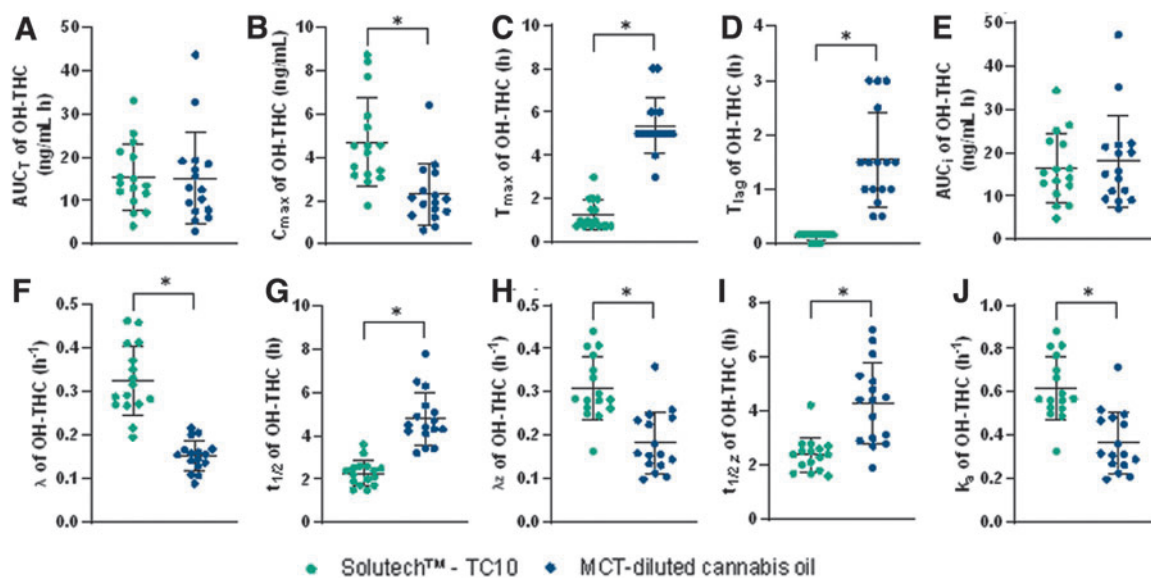 A
AUCT of OH-THC
(ng/mL h)
50
40
30
20
10
0
B
Cmax of OH-THC (ng/mL)
10
8
6
4
2
0
*
C
Tmax of OH-THC (h)
10
8
6
4
2
0
*
D
Tlag of OH-THC (h)
4
3
2
1
0
*
E
AUCi of OH-THC
(ng/mL h)
50
40
30
20
10
0
F
λ of OH-THC (h-1)
0.5
0.4
0.3
0.2
0.1
0.0
*
G
t1/2 of OH-THC (h)
10
8
6
4
2
0
*
H
λz of OH-THC (h-1)
0.5
0.4
0.3
0.2
0.1
0.0
*
I
t1/2 z of OH-THC (h)
8
6
4
2
0
*
J
ka of OH-THC (h-1)
1.0
0.8
0.6
0.4
0.2
0.0
*
Solutech™ - TC10
MCT-diluted cannabis oil